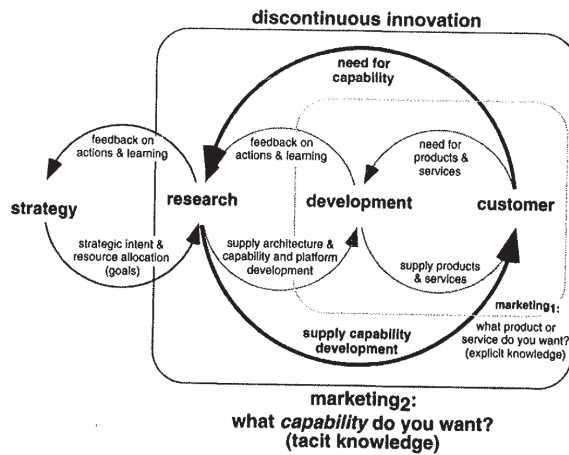 discontinuous innovation
need for
capability
feedback on
actions & learning
feedback on
actions & learning
need for
products &
services
strategy
research
development
customer
strategic intent &
resource allocation
(goals)
supply architecture &
capability and platform
development
supply products
& services
marketing1:
what product or
service do you want?
(explicit knowledge)
supply capability
development
marketing2:
what capability do you want?
(tacit knowledge)